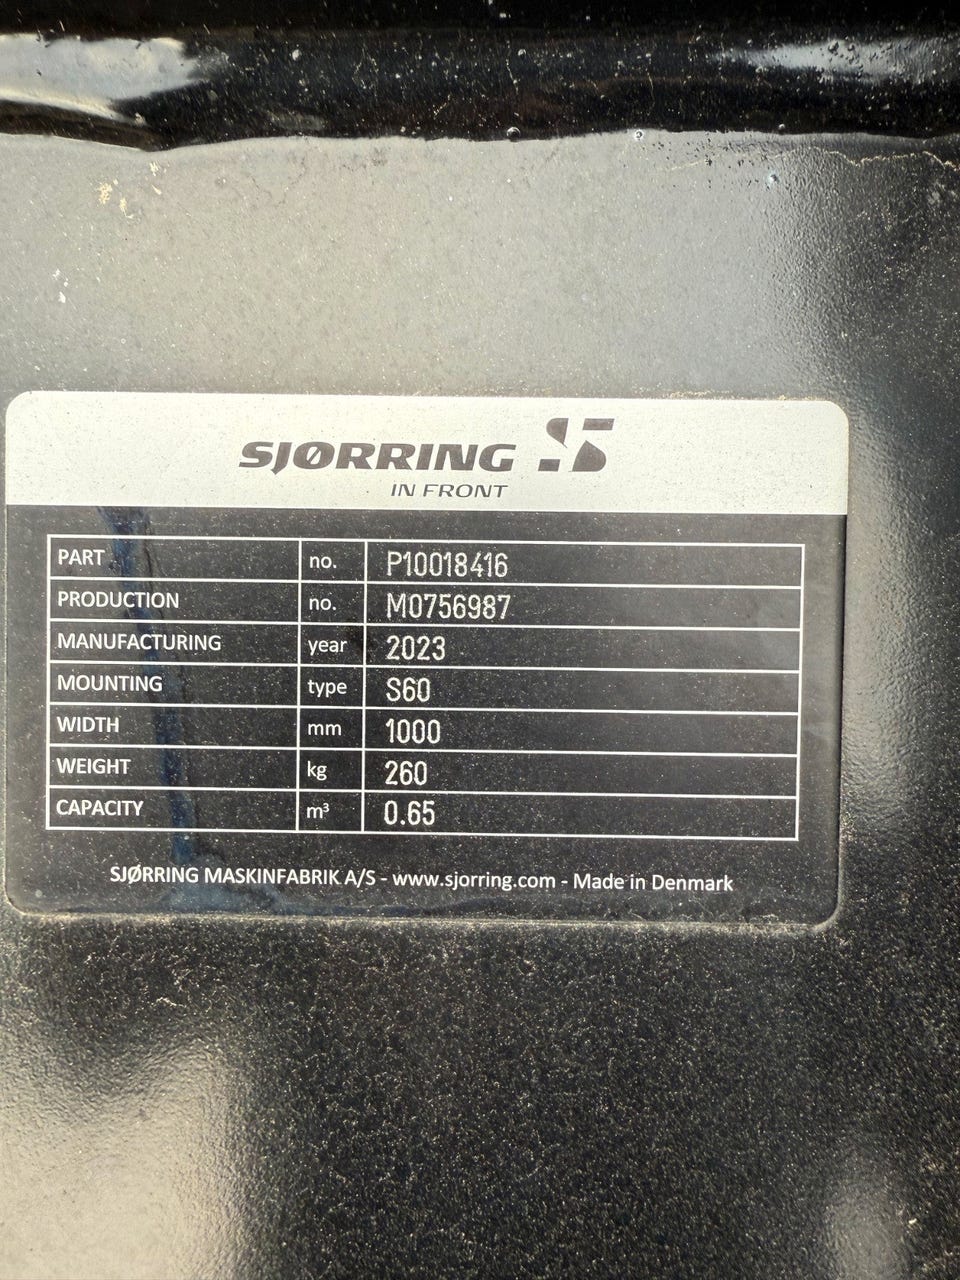 SJØRRING
IN FRONT
PART no. P10018416
PRODUCTION no. M0756987
MANUFACTURING year 2023
MOUNTING type S60
WIDTH mm 1000
WEIGHT kg 260
CAPACITY m³ 0.65
SJØRRING MASKINFABRIK A/S - www.sjorring.com - Made in Denmark